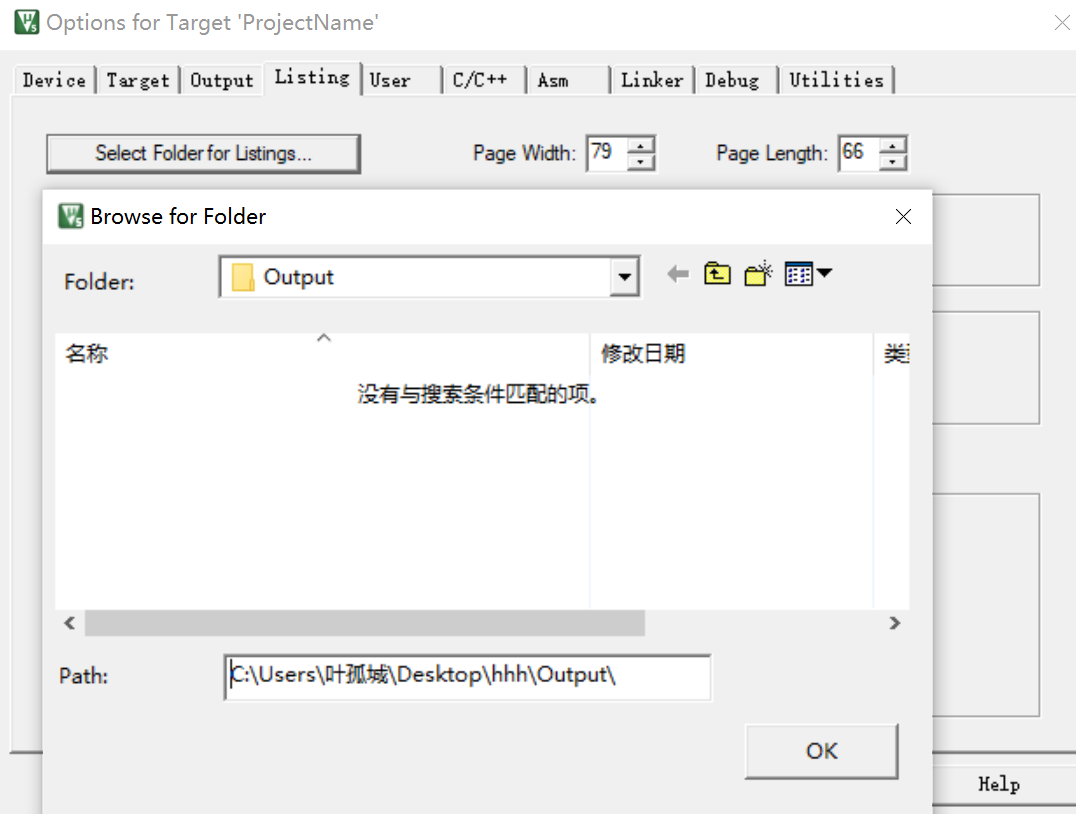 Options for Target 'ProjectName'
Device Target Output Listing User C/C++ Asm Linker Debug Utilities
Select Folder for Listings... Page Width: 79 Page Length: 66
Browse for Folder
Folder: Output
名称 修改日期
没有与搜索条件匹配的项。
Path: C:\Users\叶孤城\Desktop\hhh\Output\
OK
Help